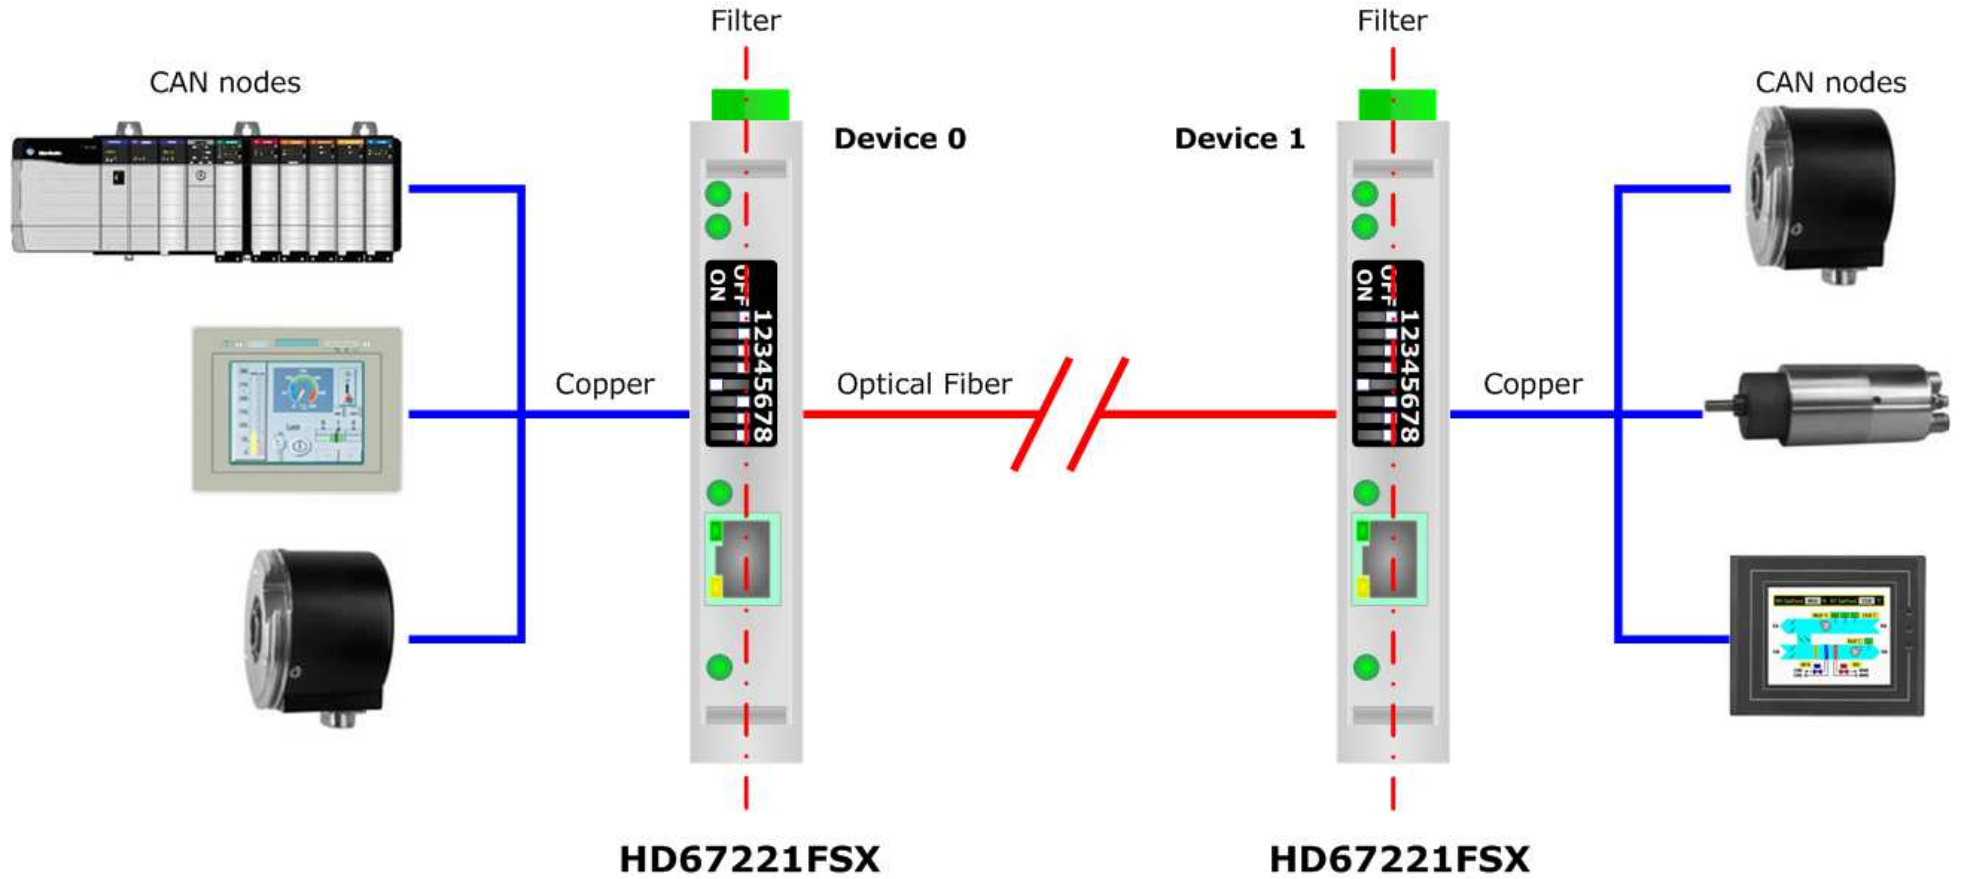 Filter
Filter
CAN nodes
CAN nodes
Device 0
Device 1
OFF
ON
12345678
OFF
ON
12345678
Copper
Optical Fiber
Copper
HD67221FSX
HD67221FSX